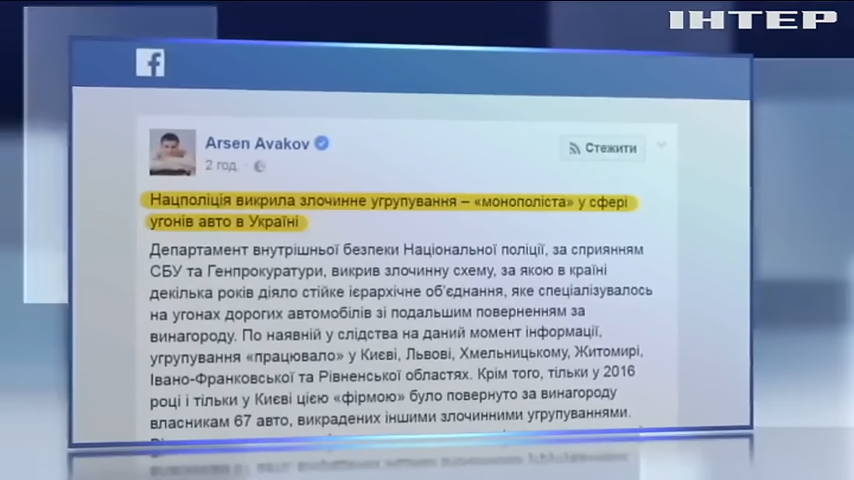 ІНТЕР
Arsen Avakov
2 год. ·
Стежити
Нацполіція викрила злочинне угрупування – «монополіста» у сфері
угонів авто в Україні
Департамент внутрішньої безпеки Національної поліції, за сприянням
СБУ та Генпрокуратури, викрив злочинну схему, за якою в країні
декілька років діяло стійке ієрархічне об'єднання, яке спеціалізувалось
на угонах дорогих автомобілів зі подальшим поверненням за
винагороду. По наявній у слідства на даний момент інформації,
угрупування «працювало» у Києві, Львові, Хмельницькому, Житомирі,
Івано-Франковської та Рівненської областях. Крім того, тільки у 2016
році і тільки у Києві цією «фірмою» було повернуто за винагороду
власникам 67 авто, викрадених іншими злочинними угрупуваннями.